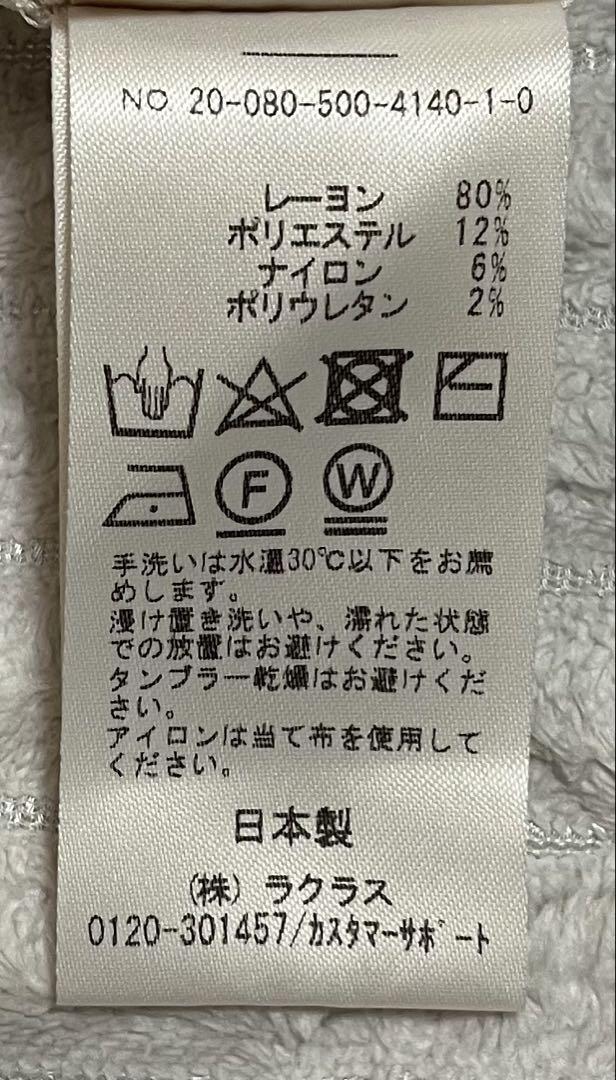 NO. 20-080-500-4140-1-0
レーヨン 80%
ポリエステル 12%
ナイロン 6%
ポリウレタン 2%
F W
手洗いは水温30℃以下をお薦
めします。
浸け置き洗いや、濡れた状態
での放置はお避けください。
タンブラー乾燥はお避けくだ
さい。
アイロンは当て布を使用して
ください。
日本製
(株) ラクラス
0120-301457/カスタマーサポート